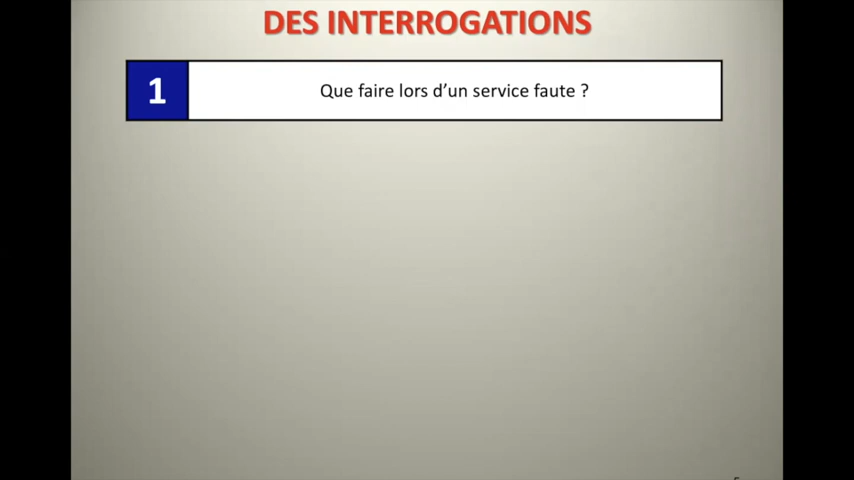 DES INTERROGATIONS
1
Que faire lors d'un service faute ?